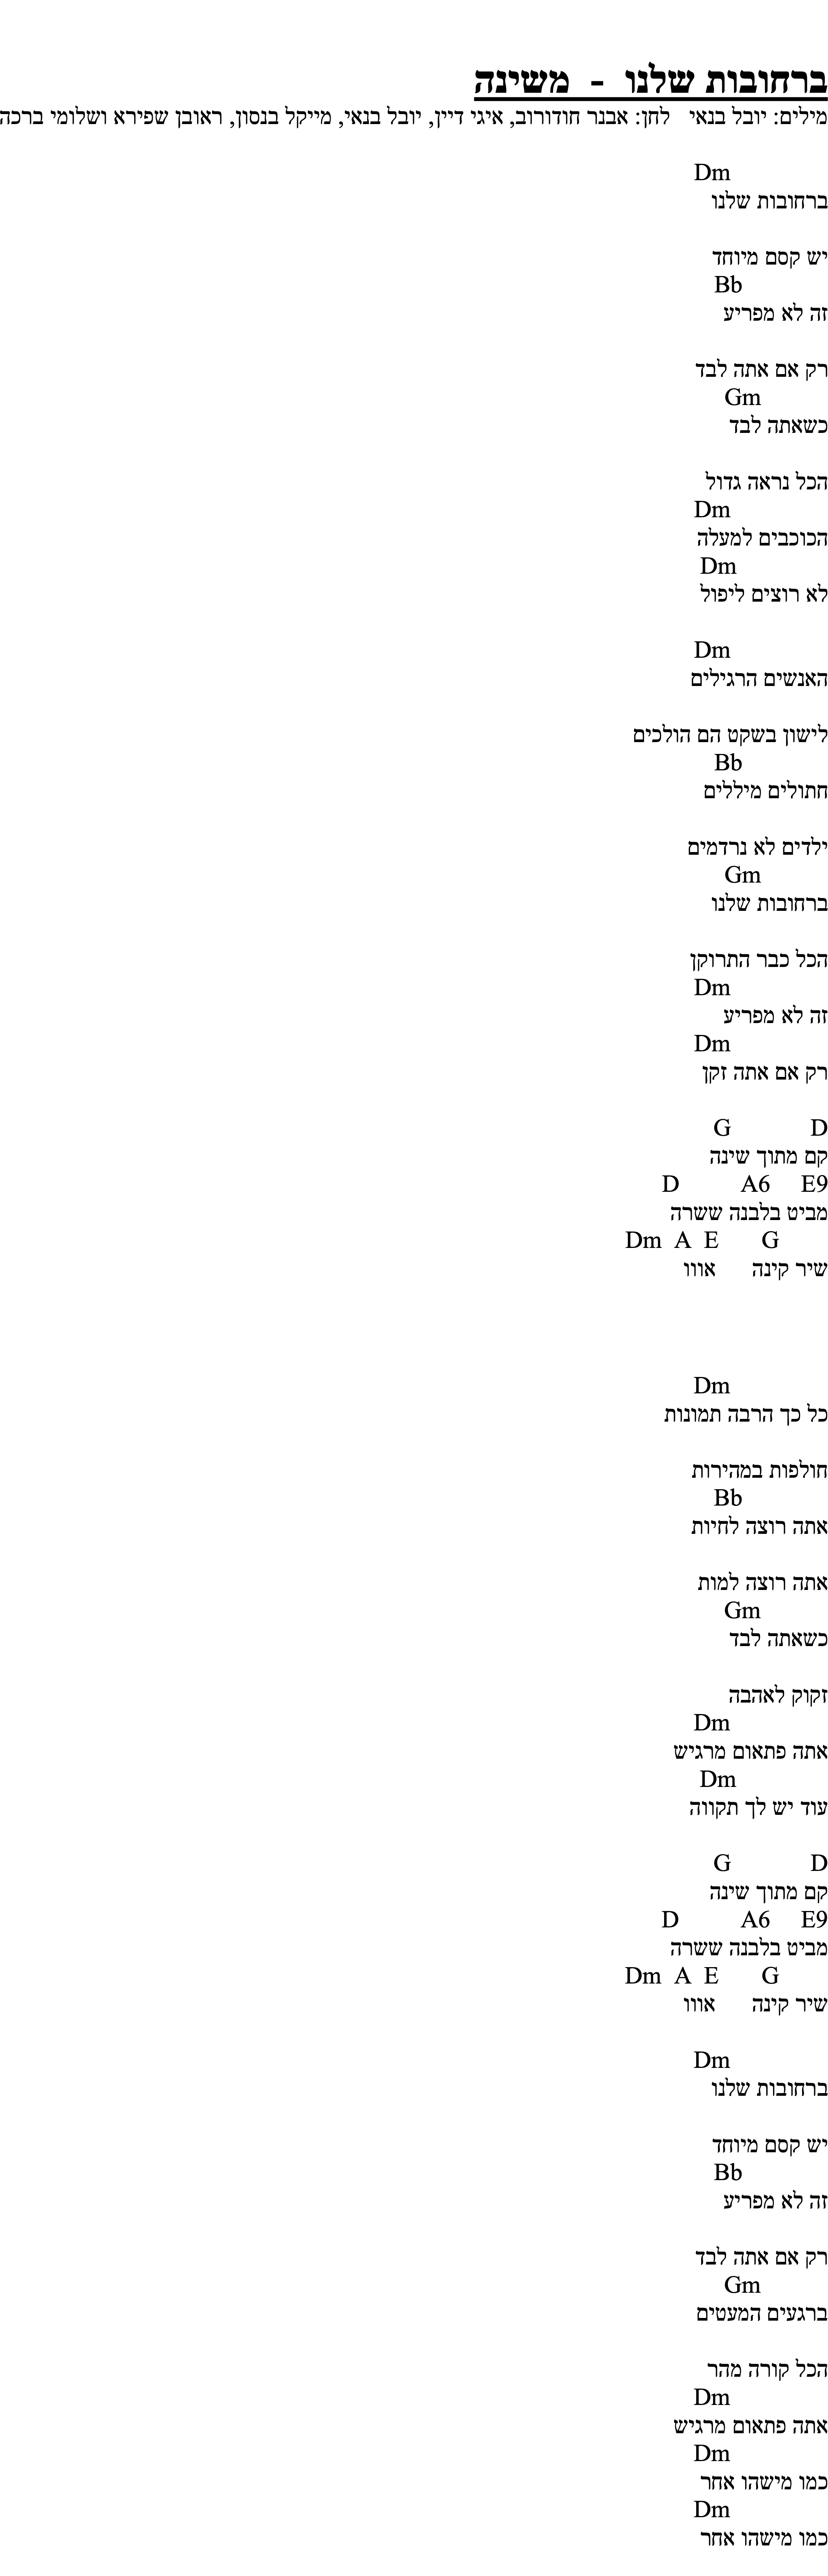 ברחובות שלנו - משינה
מילים: יובל בנאי לחן: אבנר חודורוב, איגי דיין, יובל בנאי, מייקל בנסון, ראובן שפירא ושלומי ברכה
Dm
ברחובות שלנו
יש קסם מיוחד
Bb
זה לא מפריע
רק אם אתה לבד
Gm
כשאתה לבד
הכל נראה גדול
Dm
הכוכבים למעלה
Dm
לא רוצים ליפול
Dm
האנשים הרגילים
לישון בשקט הם הולכים
Bb
חתולים מיללים
ילדים לא נרדמים
Gm
ברחובות שלנו
הכל כבר התרוקן
Dm
זה לא מפריע
Dm
רק אם אתה זקן
G D
קם מתוך שינה
D A6 E9
מביט בלבנה ששרה
Dm A E G
שיר קינה אווו
Dm
כל כך הרבה תמונות
חולפות במהירות
Bb
אתה רוצה לחיות
אתה רוצה למות
Gm
כשאתה לבד
זקוק לאהבה
Dm
אתה פתאום מרגיש
Dm
עוד יש לך תקווה
G D
קם מתוך שינה
D A6 E9
מביט בלבנה ששרה
Dm A E G
שיר קינה אווו
Dm
ברחובות שלנו
יש קסם מיוחד
Bb
זה לא מפריע
רק אם אתה לבד
Gm
ברגעים המעטים
הכל קורה מהר
Dm
אתה פתאום מרגיש
Dm
כמו מישהו אחר
Dm
כמו מישהו אחר